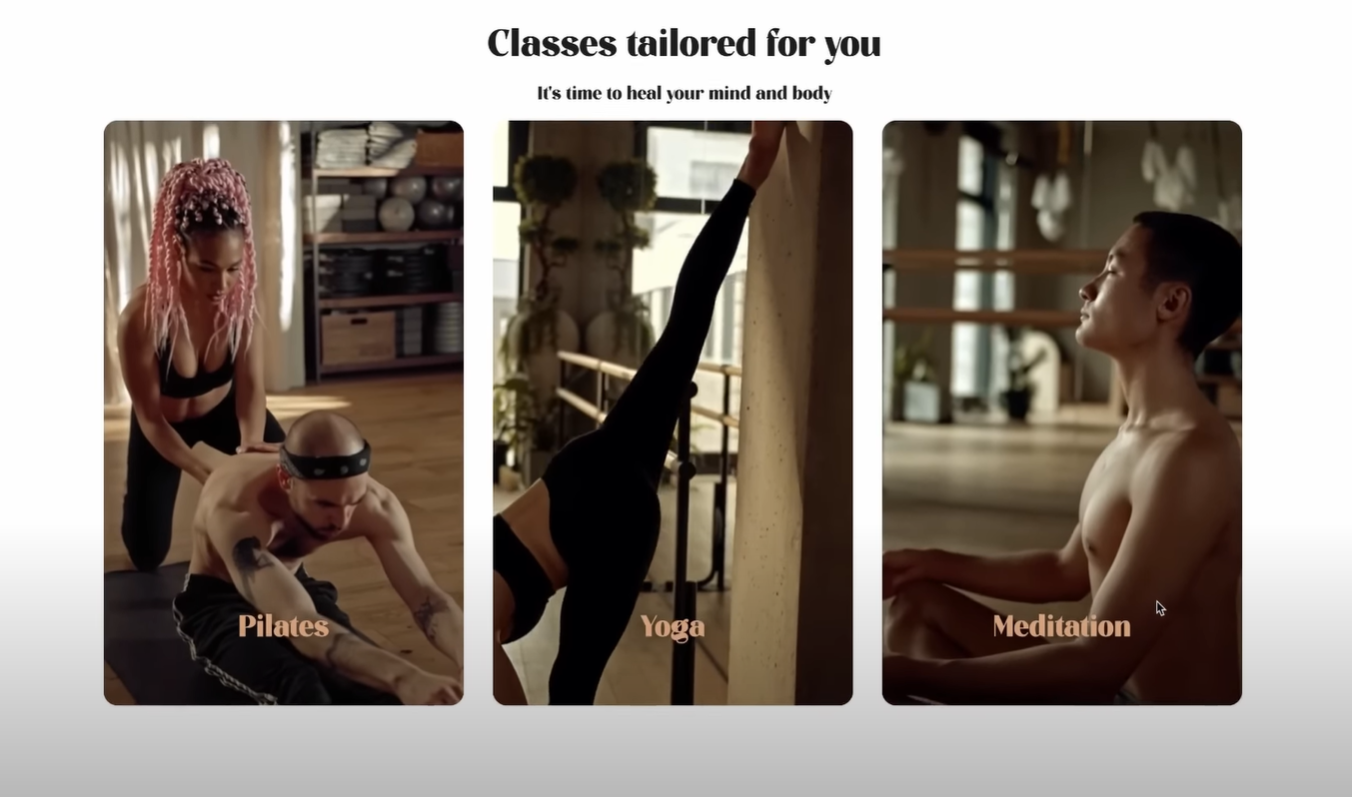 Classes tailored for you
It's time to heal your mind and body
Pilates
Yoga
Meditation